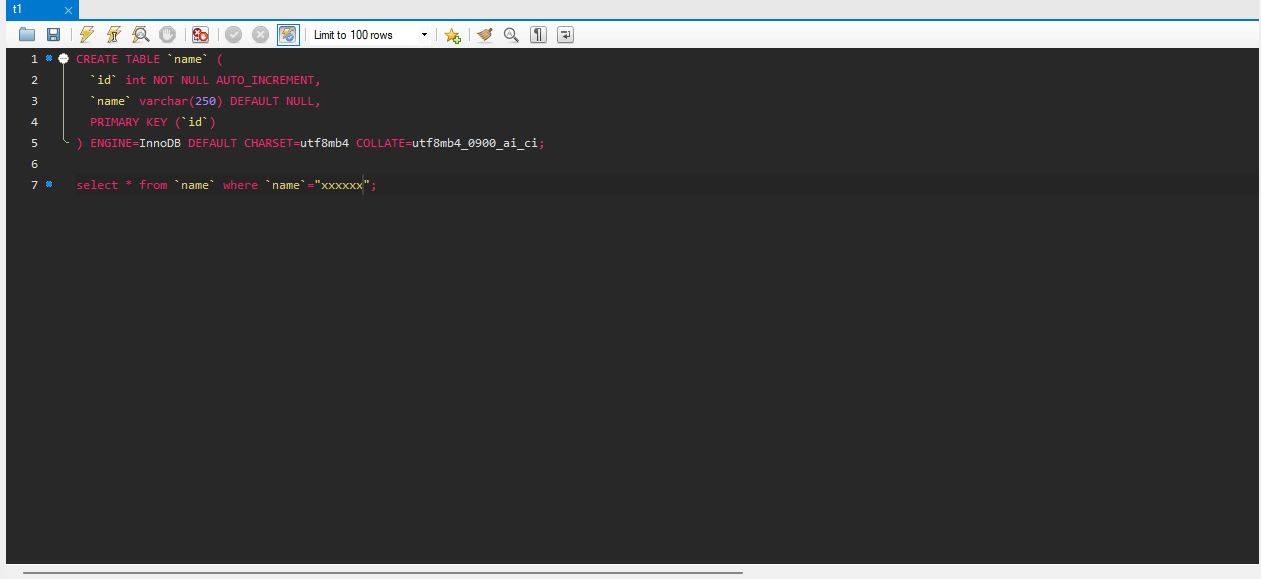 t1
Limit to 100 rows
1 CREATE TABLE `name` (
2 `id` int NOT NULL AUTO_INCREMENT,
3 `name` varchar(250) DEFAULT NULL,
4 PRIMARY KEY (`id`)
5 ) ENGINE=InnoDB DEFAULT CHARSET=utf8mb4 COLLATE=utf8mb4_0900_ai_ci;
6
7 select * from `name` where `name`="xxxxxx";